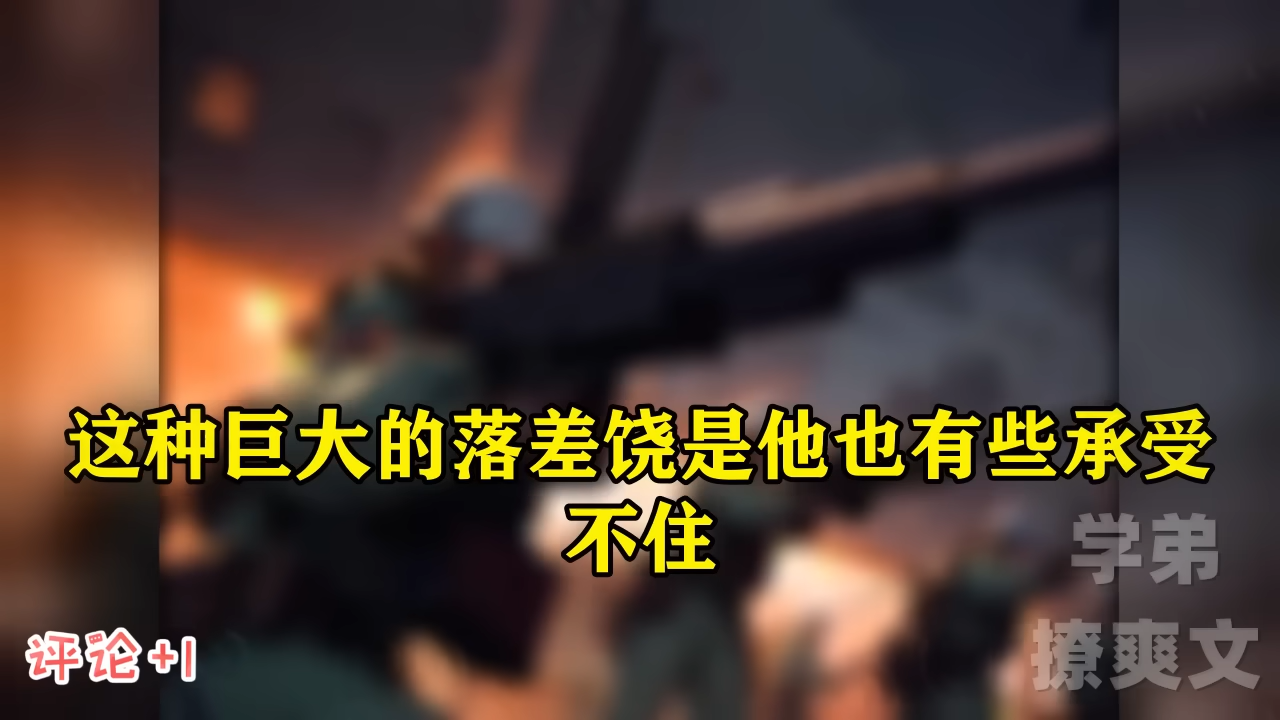 这种巨大的落差饶是他也有些承受
不住
学弟
撩爽文
评论+1